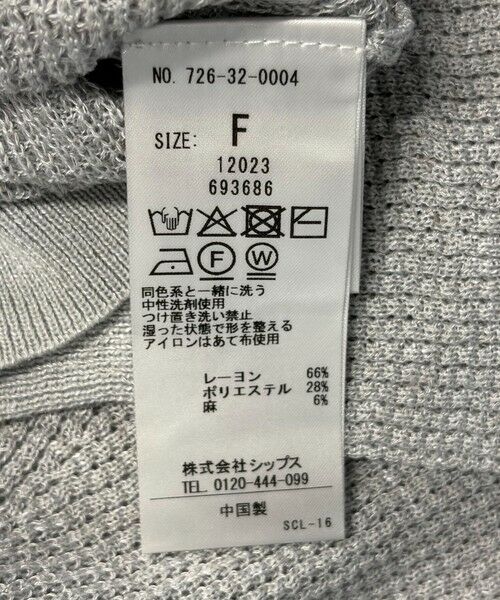 NO. 726-32-0004
SIZE: F
12023
693686
F W
同色系と一緒に洗う
中性洗剤使用
つけ置き洗い禁止
湿った状態で形を整える
アイロンはあて布使用
レーヨン 66%
ポリエステル 28%
麻 6%
株式会社シップス
TEL. 0120-444-099
中国製
SCL-16